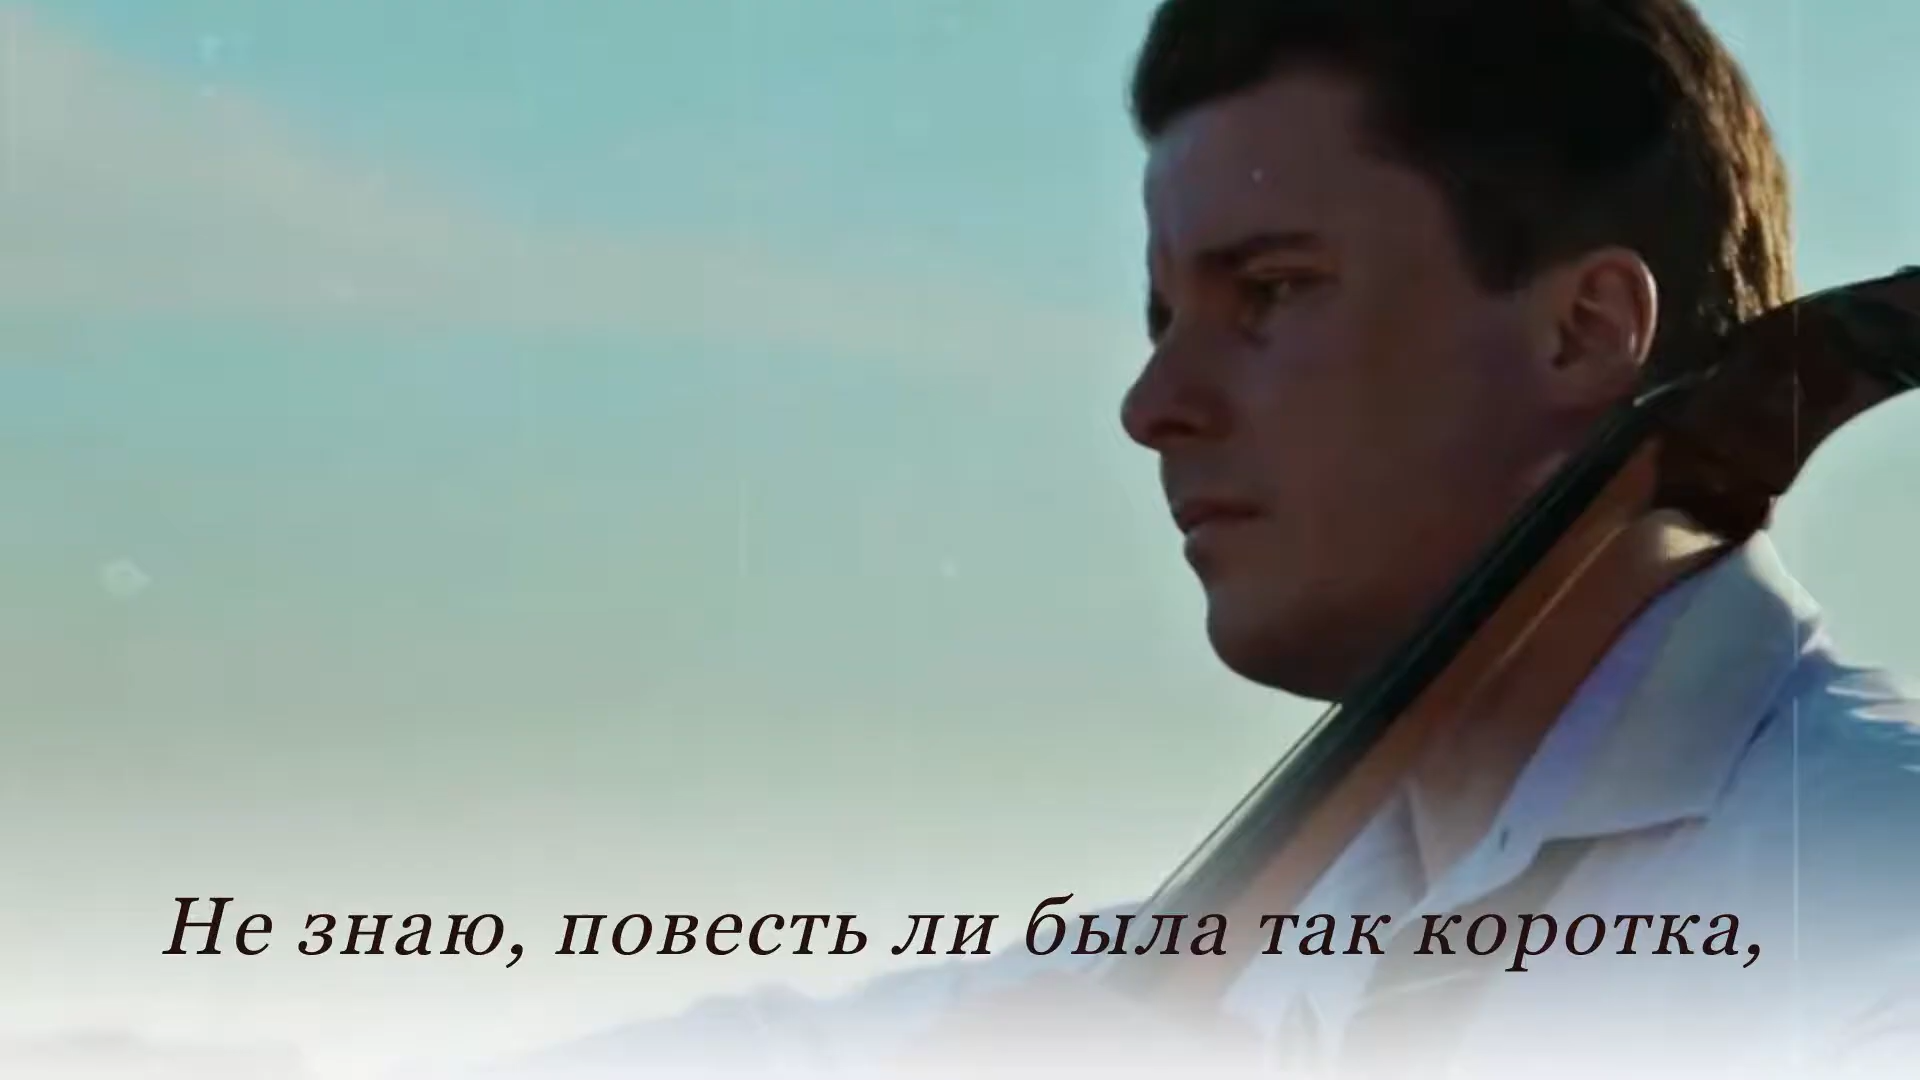 Не знаю, повесть ли была так коротка,